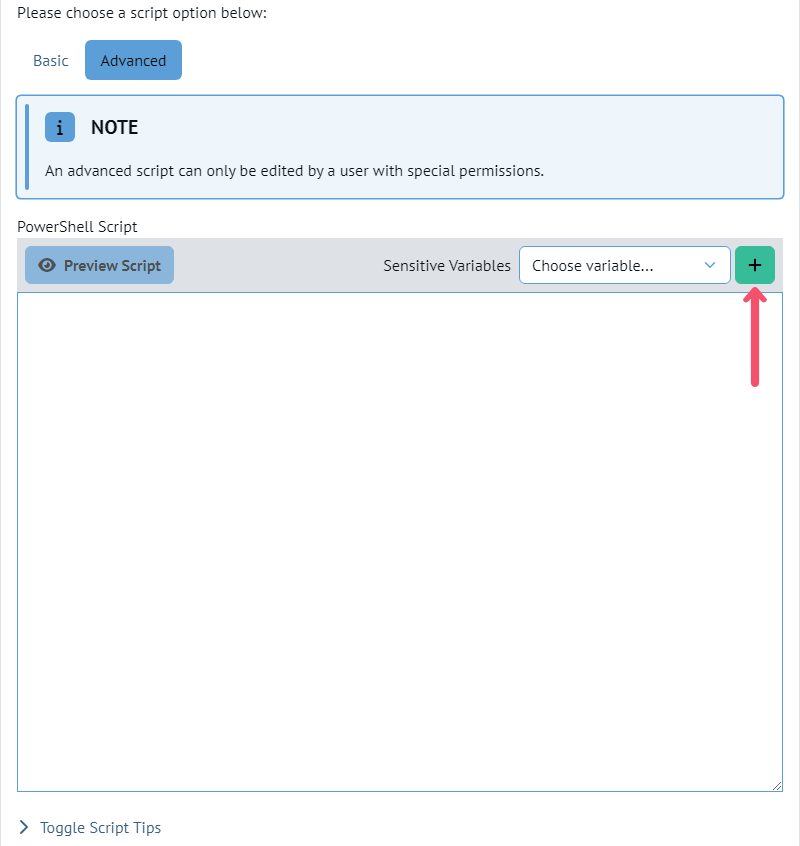 Please choose a script option below:
Basic Advanced
i NOTE
An advanced script can only be edited by a user with special permissions.
PowerShell Script
Preview Script Sensitive Variables Choose variable... +
Toggle Script Tips